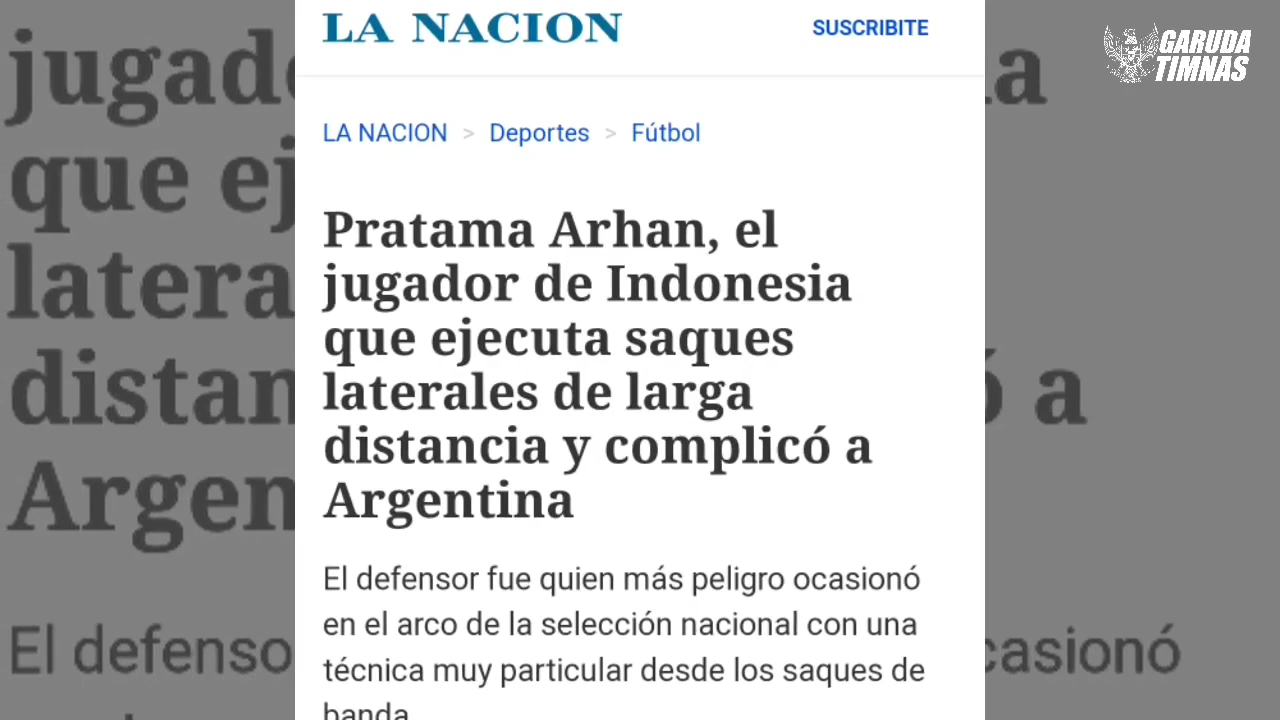 LA NACION
SUSCRIBITE
GARUDA
TIMNAS
LA NACION > Deportes > Fútbol
Pratama Arhan, el
jugador de Indonesia
que ejecuta saques
laterales de larga
distancia y complicó a
Argentina
El defensor fue quien más peligro ocasionó
en el arco de la selección nacional con una
técnica muy particular desde los saques de
banda